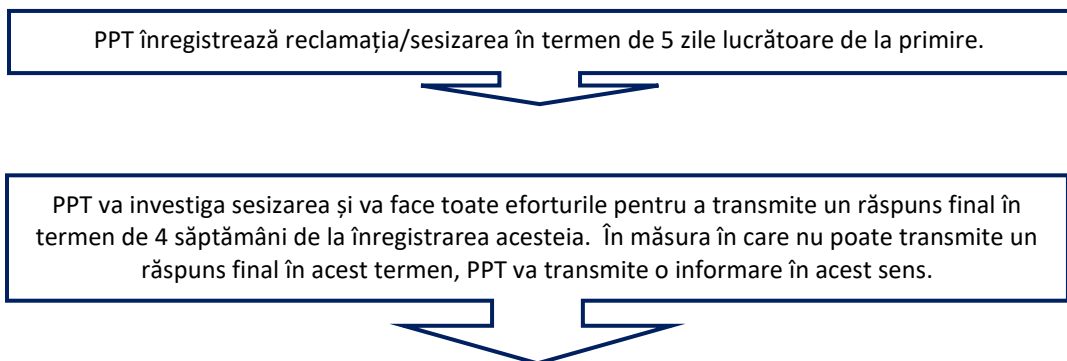 PPT înregistrează reclamația/sesizarea în termen de 5 zile lucrătoare de la primire.
PPT va investiga sesizarea și va face toate eforturile pentru a transmite un răspuns final în
termen de 4 săptămâni de la înregistrarea acesteia.  În măsura în care nu poate transmite un
răspuns final în acest termen, PPT va transmite o informare în acest sens.